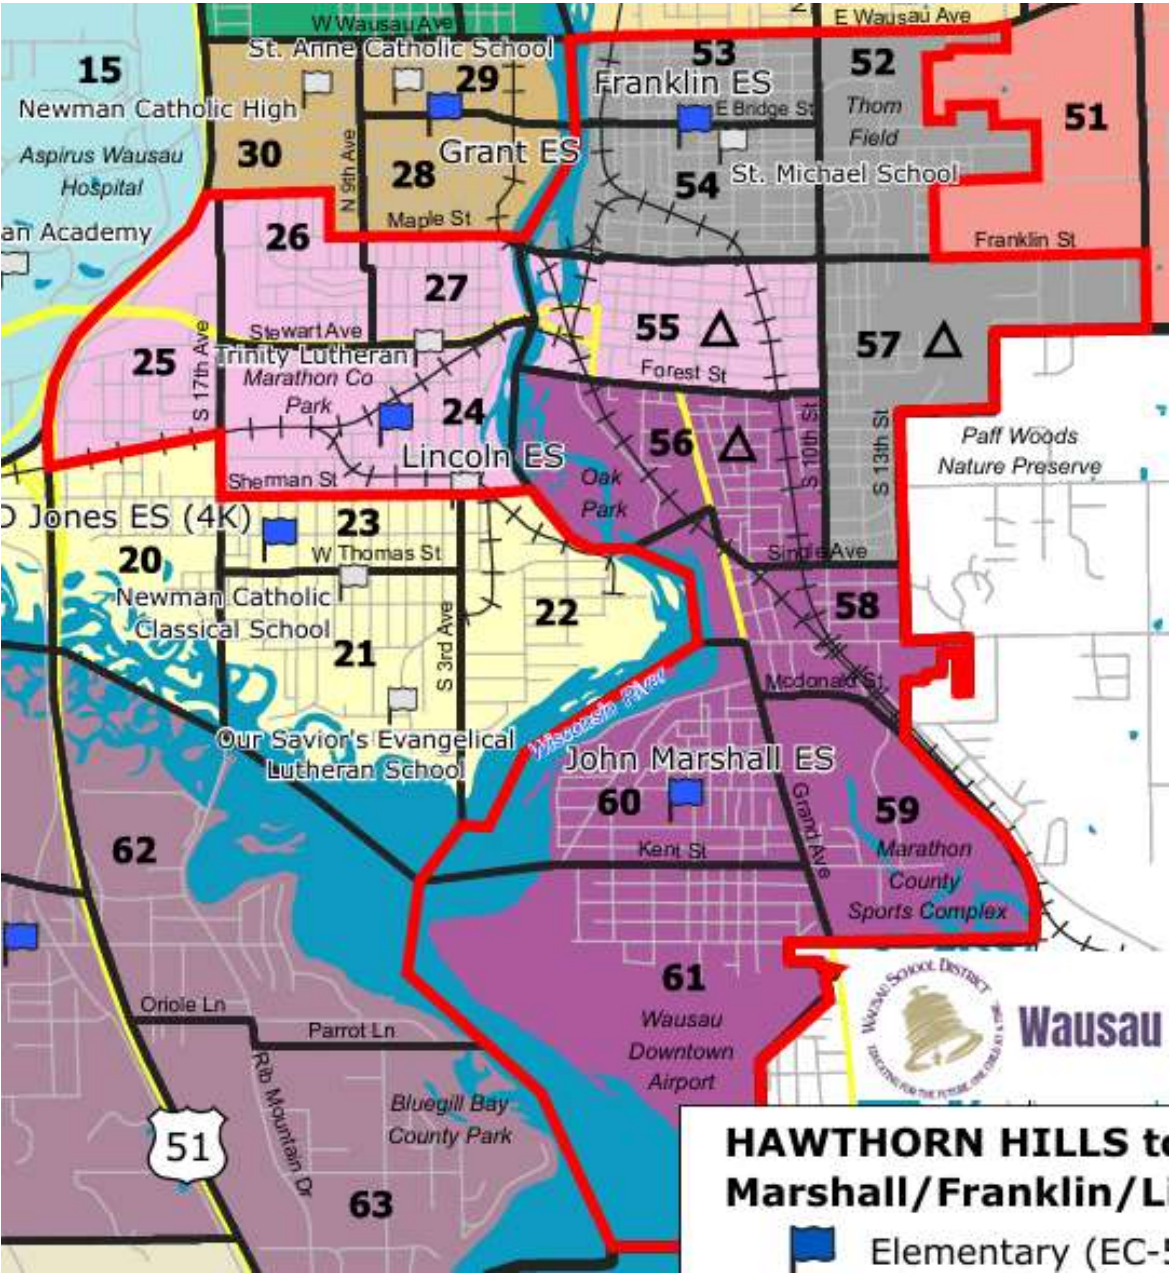 W Wausau Ave
E Wausau Ave
St. Anne Catholic School
53
52
15
29
Franklin ES
Newman Catholic High
E Bridge St
Thom
Field
51
Aspirus Wausau
Hospital
30
N 9th Ave
28
Grant ES
54
St. Michael School
Maple St
an Academy
26
Franklin St
27
55
57
Stewart Ave
25
S 17th Ave
Trinity Lutheran
Marathon Co
Park
Forest St
24
56
S 10th St
S 13th St
Paff Woods
Nature Preserve
Lincoln ES
Sherman St
Oak
Park
D Jones ES (4K)
23
W Thomas St
20
Newman Catholic
Classical School
22
58
21
S 3rd Ave
Mcdonald St
Wisconsin River
Our Savior's Evangelical
Lutheran School
John Marshall ES
60
Grand Ave
59
62
Kent St
Marathon
County
Sports Complex
61
Wausau
Downtown
Airport
WAUSAU SCHOOL DISTRICT
Wausau
Oriole Ln
Parrot Ln
Rib Mountain Dr
Bluegill Bay
County Park
51
63
HAWTHORN HILLS to
Marshall/Franklin/Li
Elementary (EC-5